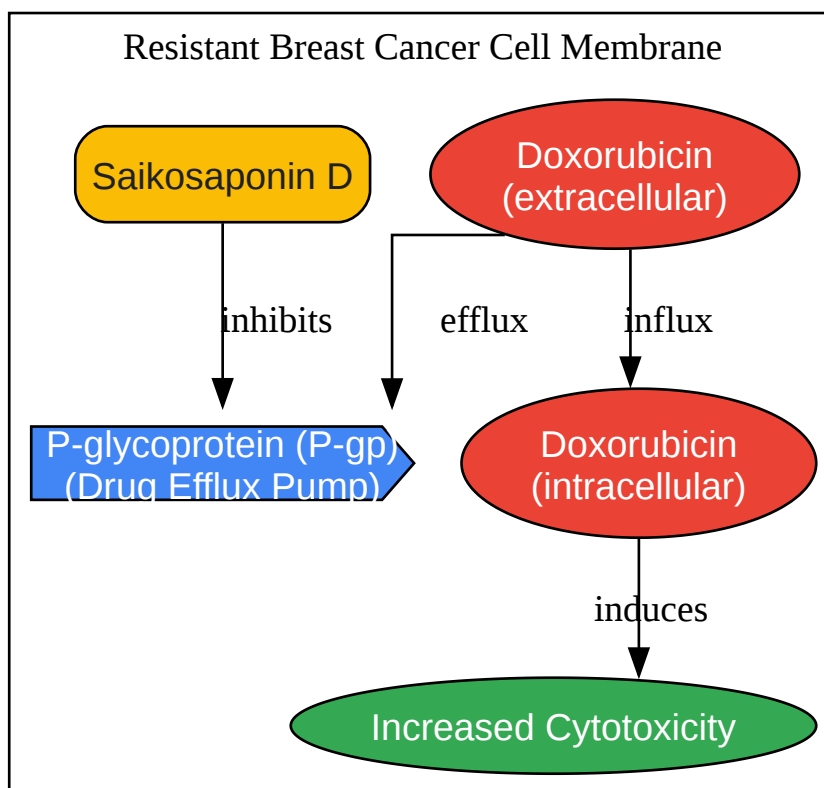 Resistant Breast Cancer Cell Membrane
Saikosaponin D
Doxorubicin
(extracellular)
inhibits
efflux
influx
P-glycoprotein (P-gp)
(Drug Efflux Pump)
Doxorubicin
(intracellular)
induces
Increased Cytotoxicity